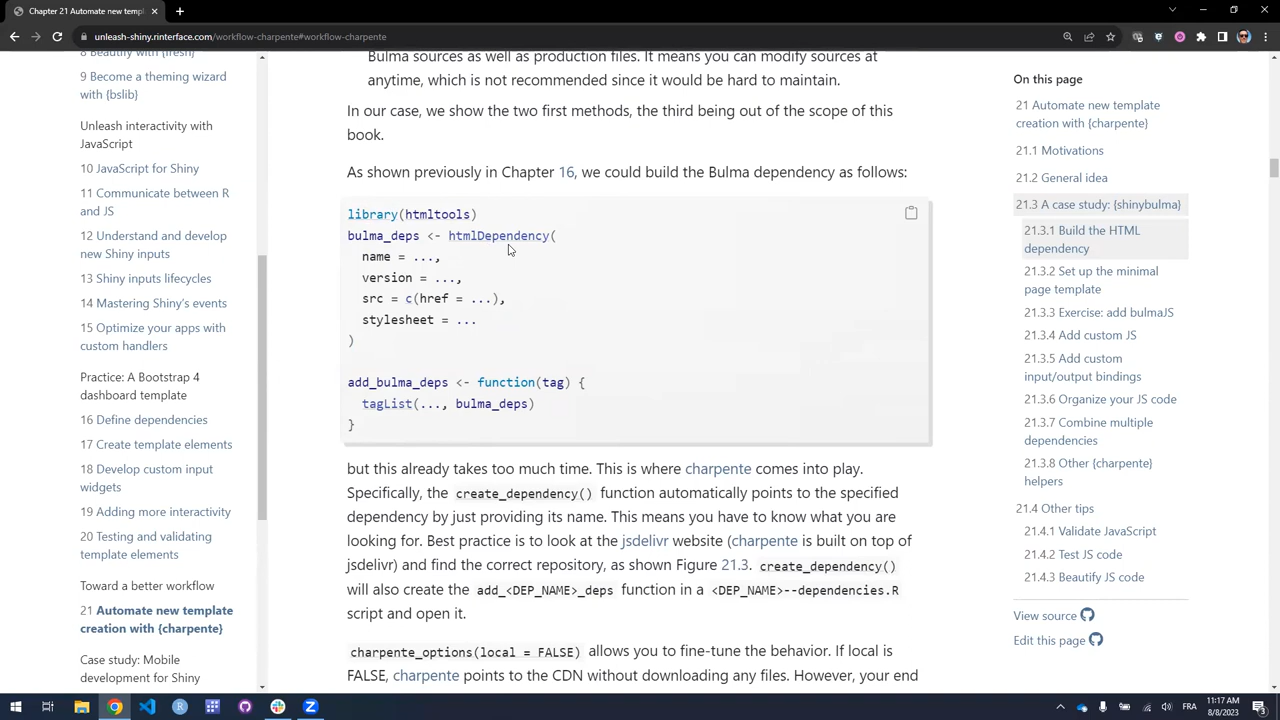 Chapter 21 Automate new temp
unleash-shiny.rinterface.com/workflow-charpente#workflow-charpente
8 Beautify with {fresh}
9 Become a theming wizard
with {bslib}
Unleash interactivity with
JavaScript
10 JavaScript for Shiny
11 Communicate between R
and JS
12 Understand and develop
new Shiny inputs
13 Shiny inputs lifecycles
14 Mastering Shiny's events
15 Optimize your apps with
custom handlers
Practice: A Bootstrap 4
dashboard template
16 Define dependencies
17 Create template elements
18 Develop custom input
widgets
19 Adding more interactivity
20 Testing and validating
template elements
Toward a better workflow
21 Automate new template
creation with {charpente}
Case study: Mobile
development for Shiny
Bulma sources as well as production files. It means you can modify sources at
anytime, which is not recommended since it would be hard to maintain.
In our case, we show the two first methods, the third being out of the scope of this
book.
As shown previously in Chapter 16, we could build the Bulma dependency as follows:
library(htmltools)
bulma_deps <- htmlDependency(
name = ...,
version = ...,
src = c(href = ...),
stylesheet = ...
)
add_bulma_deps <- function(tag) {
tagList(..., bulma_deps)
}
but this already takes too much time. This is where charpente comes into play.
Specifically, the create_dependency() function automatically points to the specified
dependency by just providing its name. This means you have to know what you are
looking for. Best practice is to look at the jsdelivr website (charpente is built on top of
jsdelivr) and find the correct repository, as shown Figure 21.3. create_dependency()
will also create the add_<DEP_NAME>_deps function in a <DEP_NAME>--dependencies.R
script and open it.
charpente_options(local = FALSE) allows you to fine-tune the behavior. If local is
FALSE, charpente points to the CDN without downloading any files. However, your end
On this page
21 Automate new template
creation with {charpente}
21.1 Motivations
21.2 General idea
21.3 A case study: {shinybulma}
21.3.1 Build the HTML
dependency
21.3.2 Set up the minimal
page template
21.3.3 Exercise: add bulmaJS
21.3.4 Add custom JS
21.3.5 Add custom
input/output bindings
21.3.6 Organize your JS code
21.3.7 Combine multiple
dependencies
21.3.8 Other {charpente}
helpers
21.4 Other tips
21.4.1 Validate JavaScript
21.4.2 Test JS code
21.4.3 Beautify JS code
View source
Edit this page
FRA
11:17 AM
8/8/2023